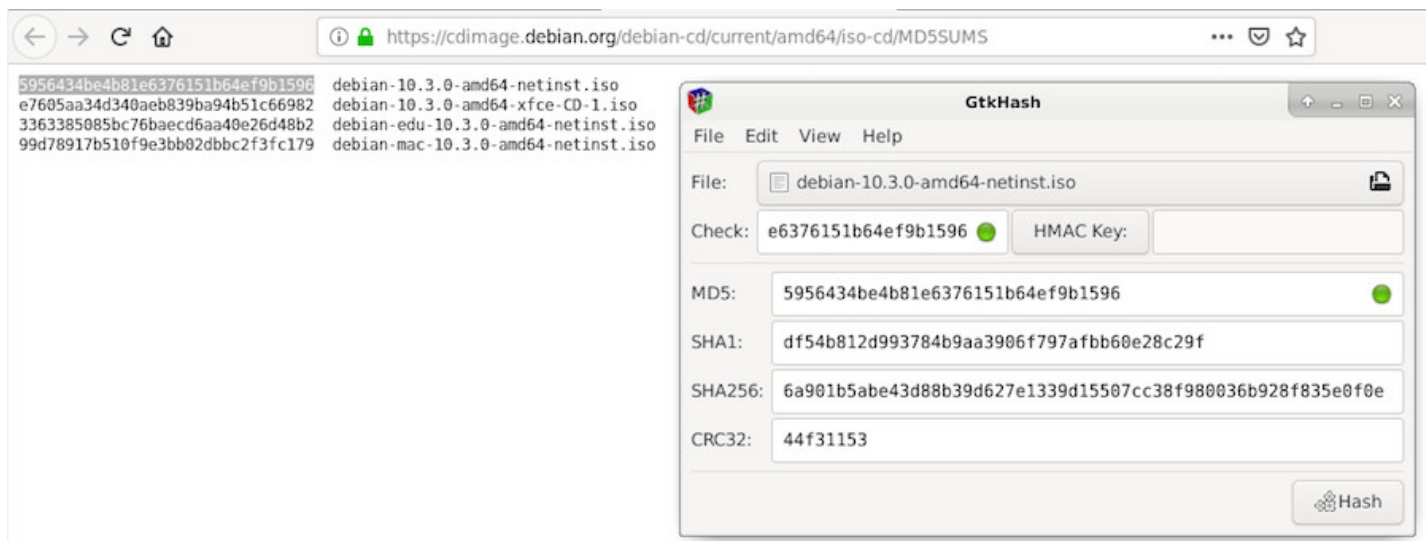 https://cdimage.debian.org/debian-cd/current/amd64/iso-cd/MD5SUMS
5956434be4b81e6376151b64ef9b1596 debian-10.3.0-amd64-netinst.iso
e7605aa34d340aeb839ba94b51c66982 debian-10.3.0-amd64-xfce-CD-1.iso
3363385085bc76baecd6aa40e26d48b2 debian-edu-10.3.0-amd64-netinst.iso
99d78917b510f9e3bb02dbbc2f3fc179 debian-mac-10.3.0-amd64-netinst.iso
GtkHash
File Edit View Help
File: debian-10.3.0-amd64-netinst.iso
Check: e6376151b64ef9b1596 HMAC Key:
MD5: 5956434be4b81e6376151b64ef9b1596
SHA1: df54b812d993784b9aa3906f797afbb60e28c29f
SHA256: 6a901b5abe43d88b39d627e1339d15507cc38f980036b928f835e0f0e
CRC32: 44f31153
Hash